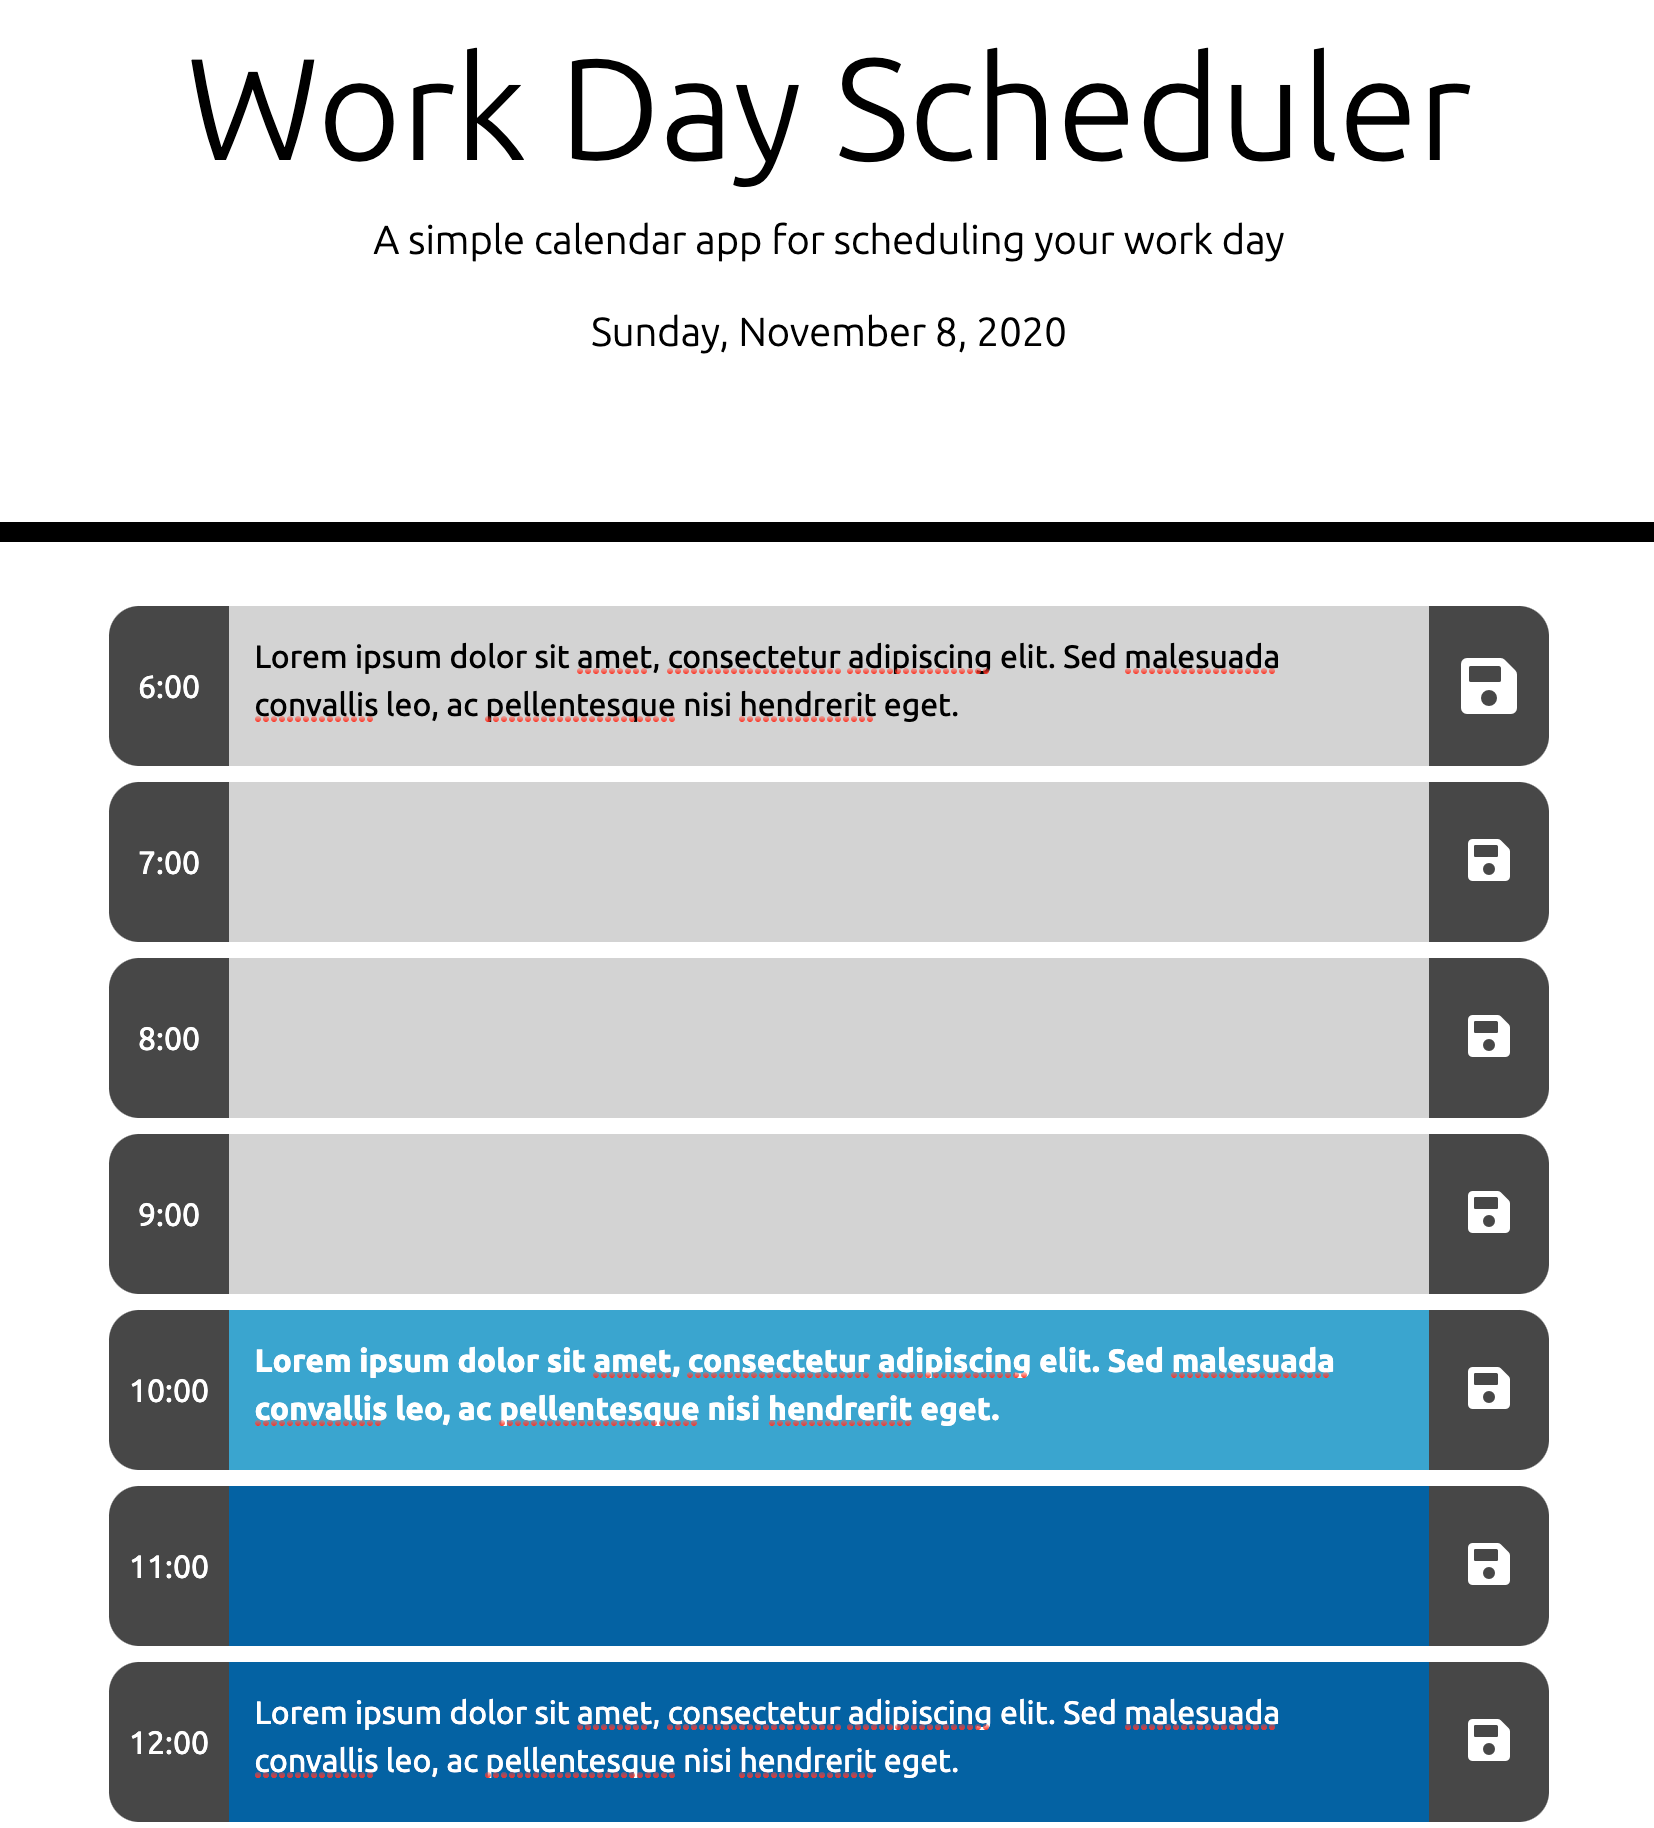 Work Day Scheduler
A simple calendar app for scheduling your work day
Sunday, November 8, 2020
6:00
Lorem ipsum dolor sit amet, consectetur adipiscing elit. Sed malesuada
convallis leo, ac pellentesque nisi hendrerit eget.
7:00
8:00
9:00
10:00
Lorem ipsum dolor sit amet, consectetur adipiscing elit. Sed malesuada
convallis leo, ac pellentesque nisi hendrerit eget.
11:00
12:00
Lorem ipsum dolor sit amet, consectetur adipiscing elit. Sed malesuada
convallis leo, ac pellentesque nisi hendrerit eget.